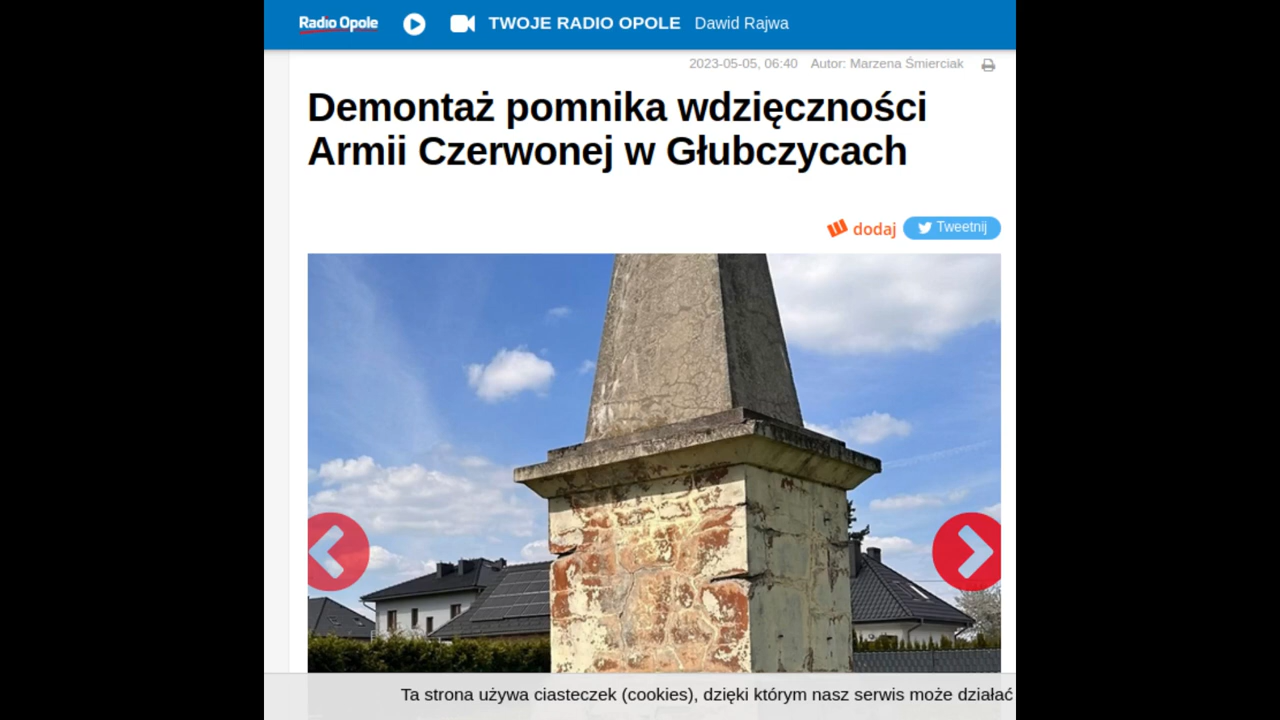 Radio Opole TWOJE RADIO OPOLE Dawid Rajwa
2023-05-05, 06:40 Autor: Marzena Śmierciak
Demontaż pomnika wdzięczności
Armii Czerwonej w Głubczycach
dodaj Tweetnij
Ta strona używa ciasteczek (cookies), dzięki którym nasz serwis może działać